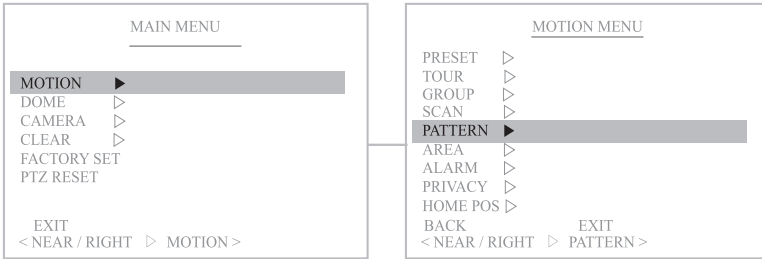 MAIN MENU
MOTION ▶
DOME ▷
CAMERA ▷
CLEAR ▷
FACTORY SET
PTZ RESET
EXIT
< NEAR / RIGHT ▷ MOTION >
MOTION MENU
PRESET ▷
TOUR ▷
GROUP ▷
SCAN ▷
PATTERN ▶
AREA ▷
ALARM ▷
PRIVACY ▷
HOME POS ▷
BACK EXIT
< NEAR / RIGHT ▷ PATTERN >